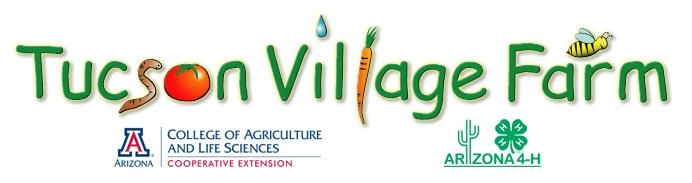 Tucson Village Farm
A
ARIZONA
COLLEGE OF AGRICULTURE
AND LIFE SCIENCES
COOPERATIVE EXTENSION
H H H H
ARIZONA 4-H